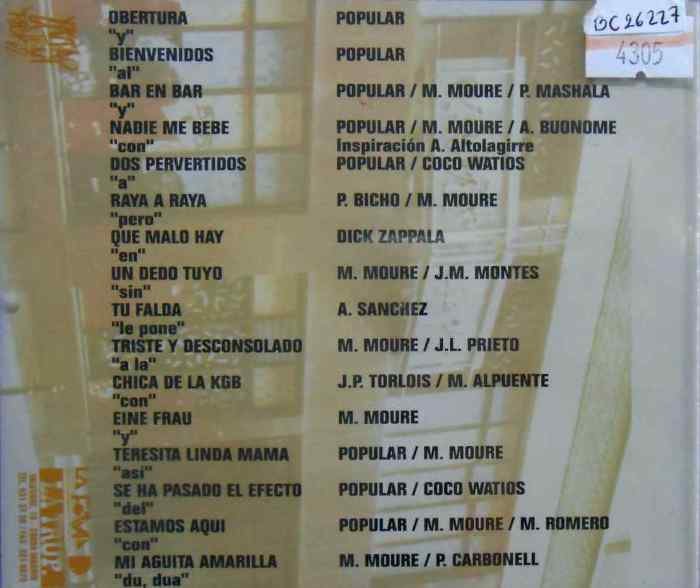 BC 26227
4305
OBERTURA POPULAR
"y"
BIENVENIDOS POPULAR
"al"
BAR EN BAR POPULAR / M. MOURE / P. MASHALA
"y"
NADIE ME BEBE POPULAR / M. MOURE / A. BUONOME
"con" Inspiración A. Altolagirre
DOS PERVERTIDOS POPULAR / COCO WATIOS
"a"
RAYA A RAYA P. BICHO / M. MOURE
"pero"
QUE MALO HAY DICK ZAPPALA
"en"
UN DEDO TUYO M. MOURE / J.M. MONTES
"sin"
TU FALDA A. SANCHEZ
"le pone"
TRISTE Y DESCONSOLADO M. MOURE / J.L. PRIETO
"a la"
CHICA DE LA KGB J.P. TORLOIS / M. ALPUENTE
"con"
EINE FRAU M. MOURE
"y"
TERESITA LINDA MAMA POPULAR / M. MOURE
"asi"
SE HA PASADO EL EFECTO POPULAR / COCO WATIOS
"del"
ESTAMOS AQUI POPULAR / M. MOURE / M. ROMERO
"con"
MI AGUITA AMARILLA M. MOURE / P. CARBONELL
"du, dua"